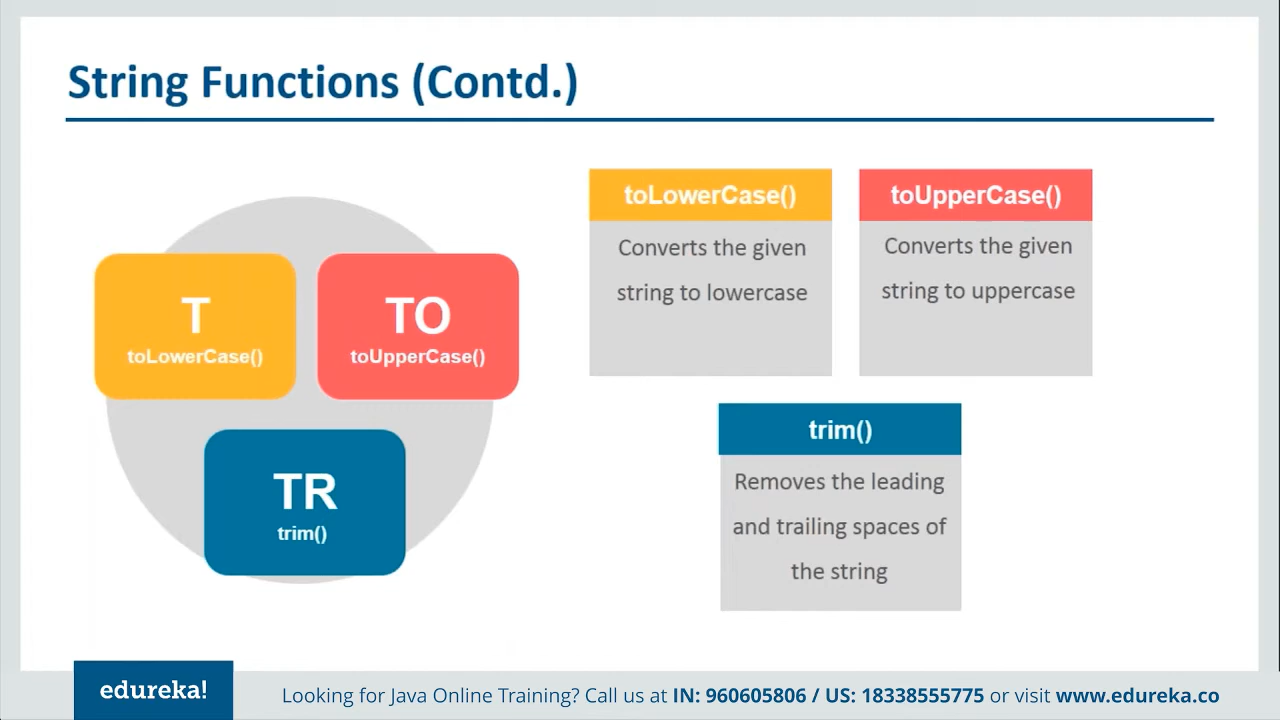 String Functions (Contd.)
T
toLowerCase()
TO
toUpperCase()
TR
trim()
toLowerCase()
Converts the given
string to lowercase
toUpperCase()
Converts the given
string to uppercase
trim()
Removes the leading
and trailing spaces of
the string
edureka!
Looking for Java Online Training? Call us at IN: 960605806 / US: 18338555775 or visit www.edureka.co